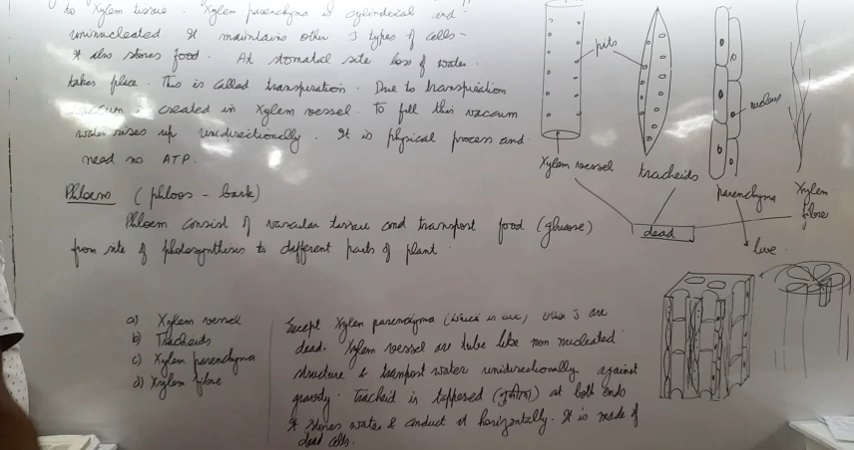 to Xylem tissue. Xylem parenchyma is cylinderical and
uninucleated. It maintains other 3 types of cells-
It also stores food. At stomatal site loss of water
takes place. This is called transpiration. Due to transpiration
vaccum is created in Xylem vessel. To fill this vaccum
water rises up unidirectionally. It is physical process and
need no ATP.
Phloem (phloos - bark)
Phloem consist of vascular tissue and transport food (glucose)
from site of photosynthesis to different parts of plant.
a) Xylem vessel
b) Tracheids
c) Xylem parenchyma
d) Xylem fibre
Except Xylem parenchyma (which is live) other 3 are
dead. Xylem vessel are tube like non nucleated
structure & transport water unidirectionally against
gravity. Tracheid is tappered at both ends
It stores water & conduct it horizontally. It is made of
dead cells.
pits
nucleus
Xylem vessel
tracheids
parenchyma
Xylem
fibre
dead
live